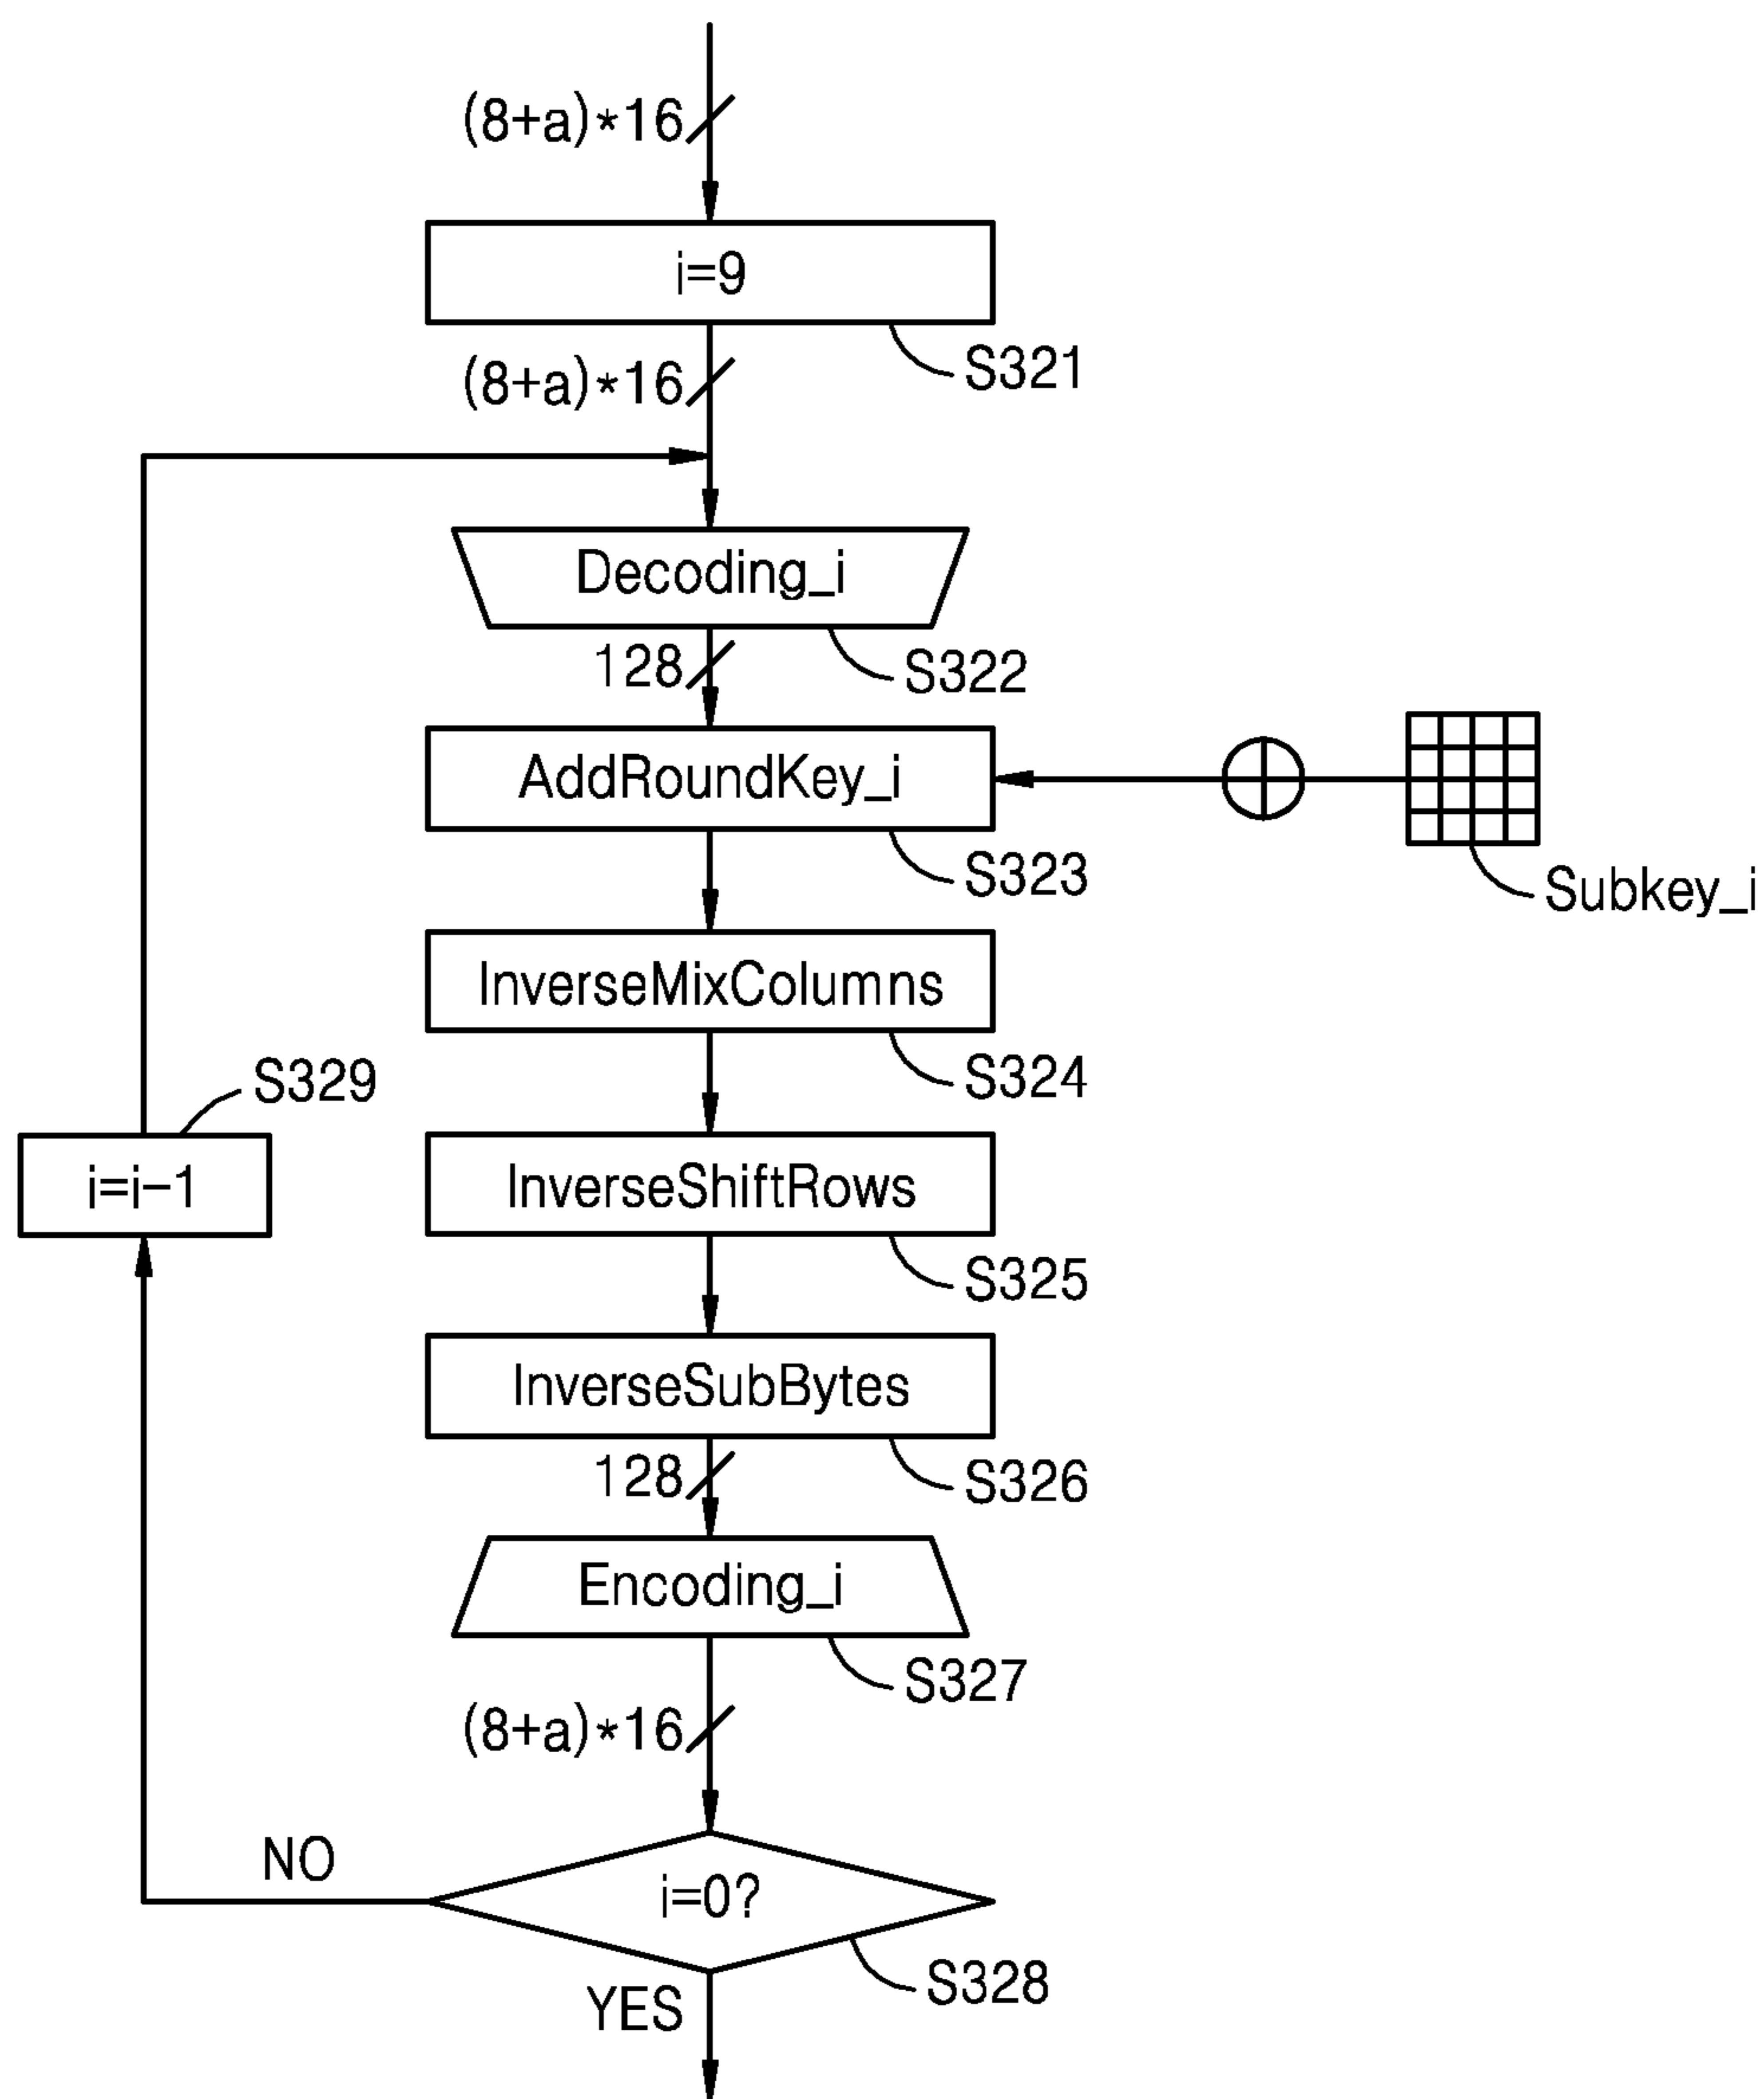 (8+a)*16
i=9
S321
(8+a)*16
Decoding_i
S322
128
AddRoundKey_i
S323
Subkey_i
InverseMixColumns
S324
S329
i=i-1
InverseShiftRows
S325
InverseSubBytes
S326
128
Encoding_i
S327
(8+a)*16
NO
i=0?
S328
YES